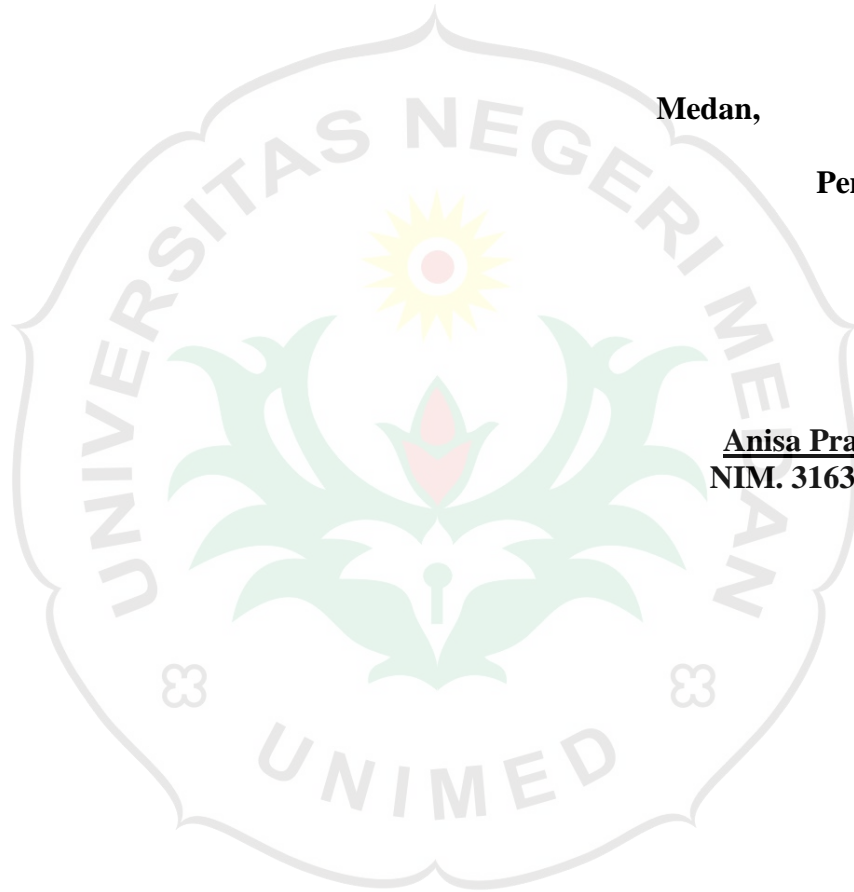 Medan,
Per
Anisa Pra
NIM. 3163
UNIVERSITAS NEGERI MEDAN
UNIMED